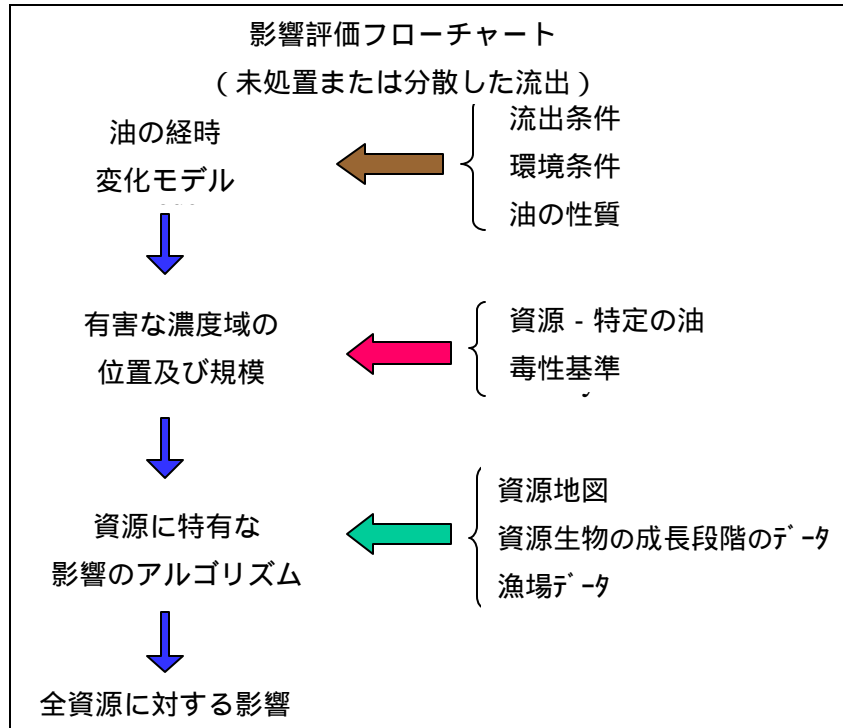 影響評価フローチャート
（未処置または分散した流出）
油の経時
変化モデル
流出条件
環境条件
油の性質
有害な濃度域の
位置及び規模
資源 - 特定の油
毒性基準
資源に特有な
影響のアルゴリズム
資源地図
資源生物の成長段階のﾃﾞｰﾀ
漁場ﾃﾞｰﾀ
全資源に対する影響